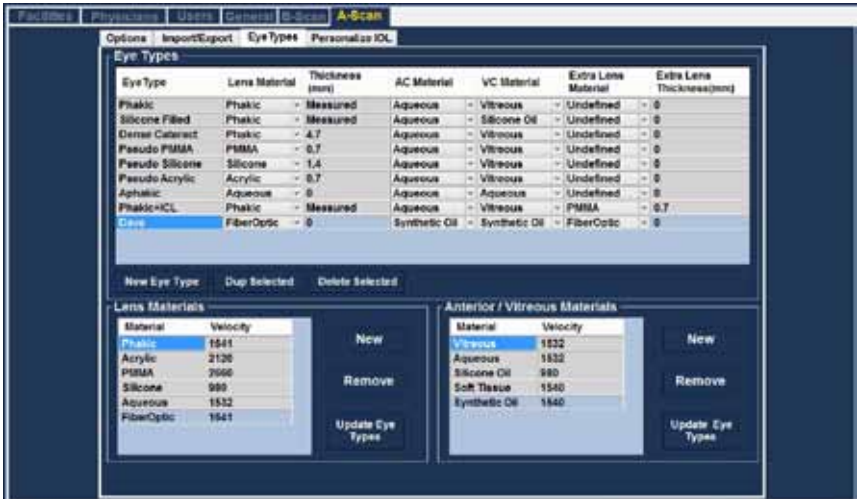 Facilities Physicians Users General B-Scan A-Scan
Options Import/Export Eye Types Personalize IOL
Eye Types
Eye Type Lens Material Thickness (mm) AC Material VC Material Extra Lens Material Extra Lens Thickness(mm)
Phakic Phakic Measured Aqueous Vitreous Undefined 0
Silicone Filled Phakic Measured Aqueous Silicone Oil Undefined 0
Dense Cataract Phakic 4.7 Aqueous Vitreous Undefined 0
Pseudo PMMA PMMA 0.7 Aqueous Vitreous Undefined 0
Pseudo Silicone Silicone 1.4 Aqueous Vitreous Undefined 0
Pseudo Acrylic Acrylic 0.7 Aqueous Vitreous Undefined 0
Aphakic Aqueous 0 Aqueous Aqueous Undefined 0
Phakic+ICL Phakic Measured Aqueous Vitreous PMMA 0.7
Dave FiberOptic 0 Synthetic Oil Synthetic Oil FiberOptic 0
New Eye Type Dup Selected Delete Selected
Lens Materials
Material Velocity
Phakic 1641
Acrylic 2120
PMMA 2660
Silicone 980
Aqueous 1532
FiberOptic 1641
New
Remove
Update Eye Types
Anterior / Vitreous Materials
Material Velocity
Vitreous 1532
Aqueous 1532
Silicone Oil 980
Soft Tissue 1540
Synthetic Oil 1540
New
Remove
Update Eye Types